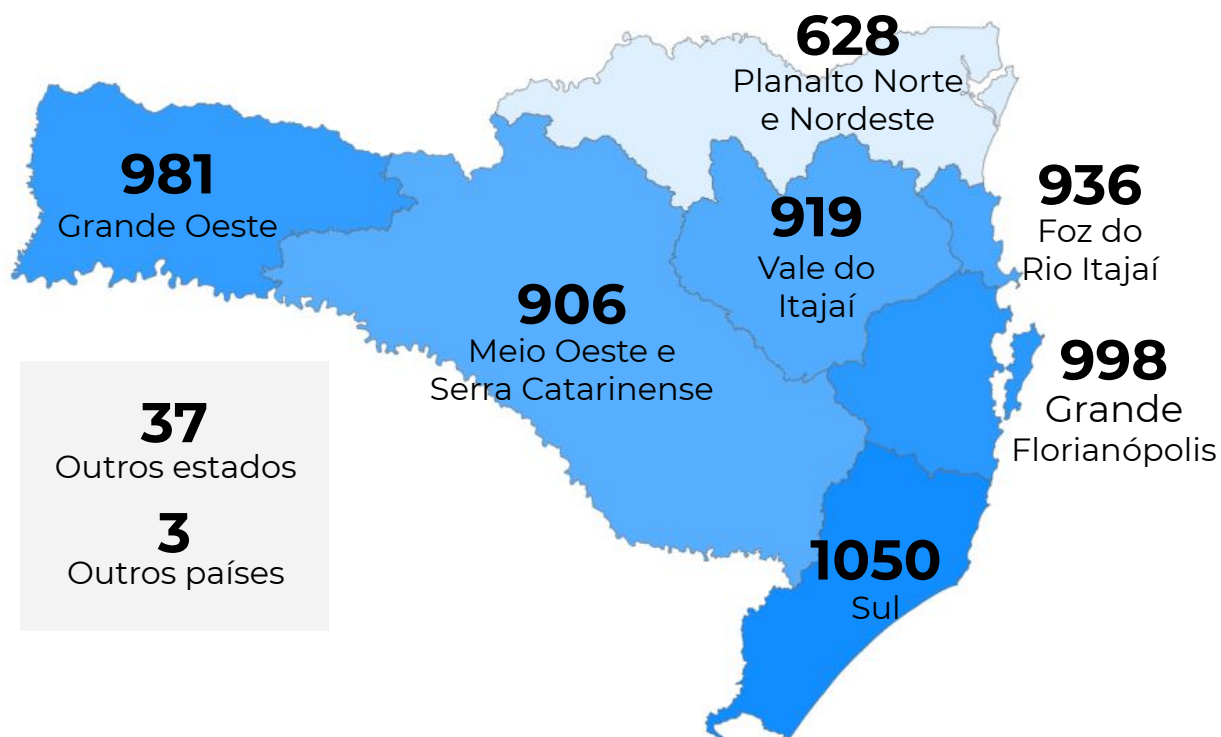 628
Planalto Norte
e Nordeste
981
Grande Oeste
919
Vale do
Itajaí
936
Foz do
Rio Itajaí
906
Meio Oeste e
Serra Catarinense
998
Grande
Florianópolis
37
Outros estados
3
Outros países
1050
Sul